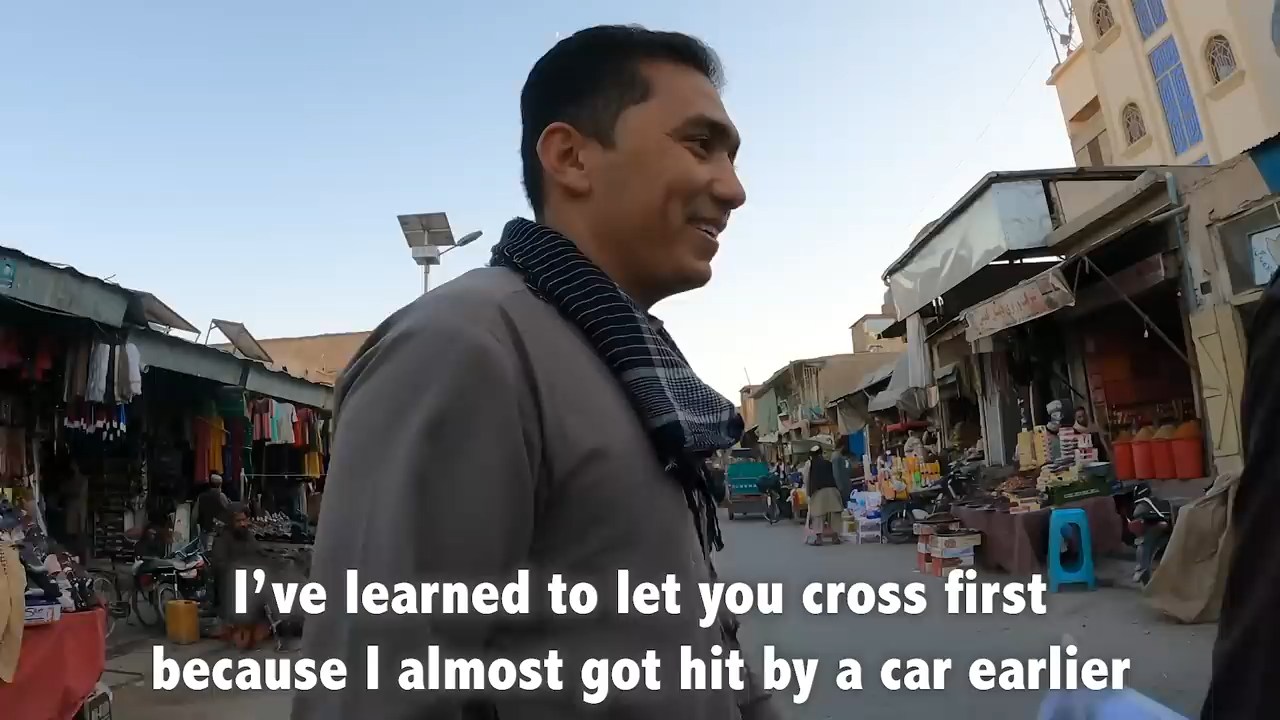 I’ve learned to let you cross first
because I almost got hit by a car earlier